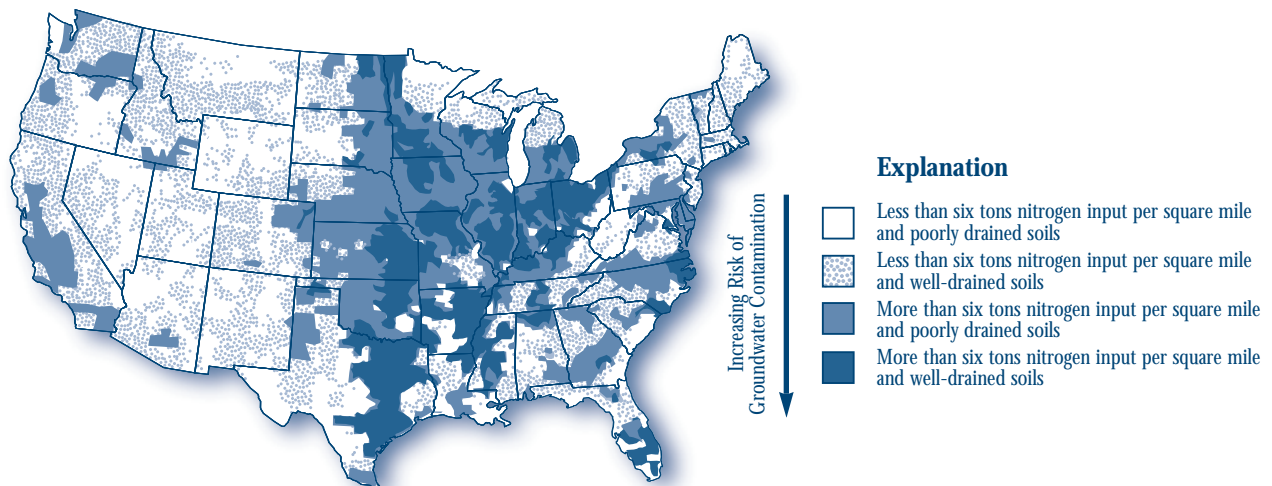 Explanation
Increasing Risk of
Groundwater Contamination
Less than six tons nitrogen input per square mile
and poorly drained soils
Less than six tons nitrogen input per square mile
and well-drained soils
More than six tons nitrogen input per square mile
and poorly drained soils
More than six tons nitrogen input per square mile
and well-drained soils